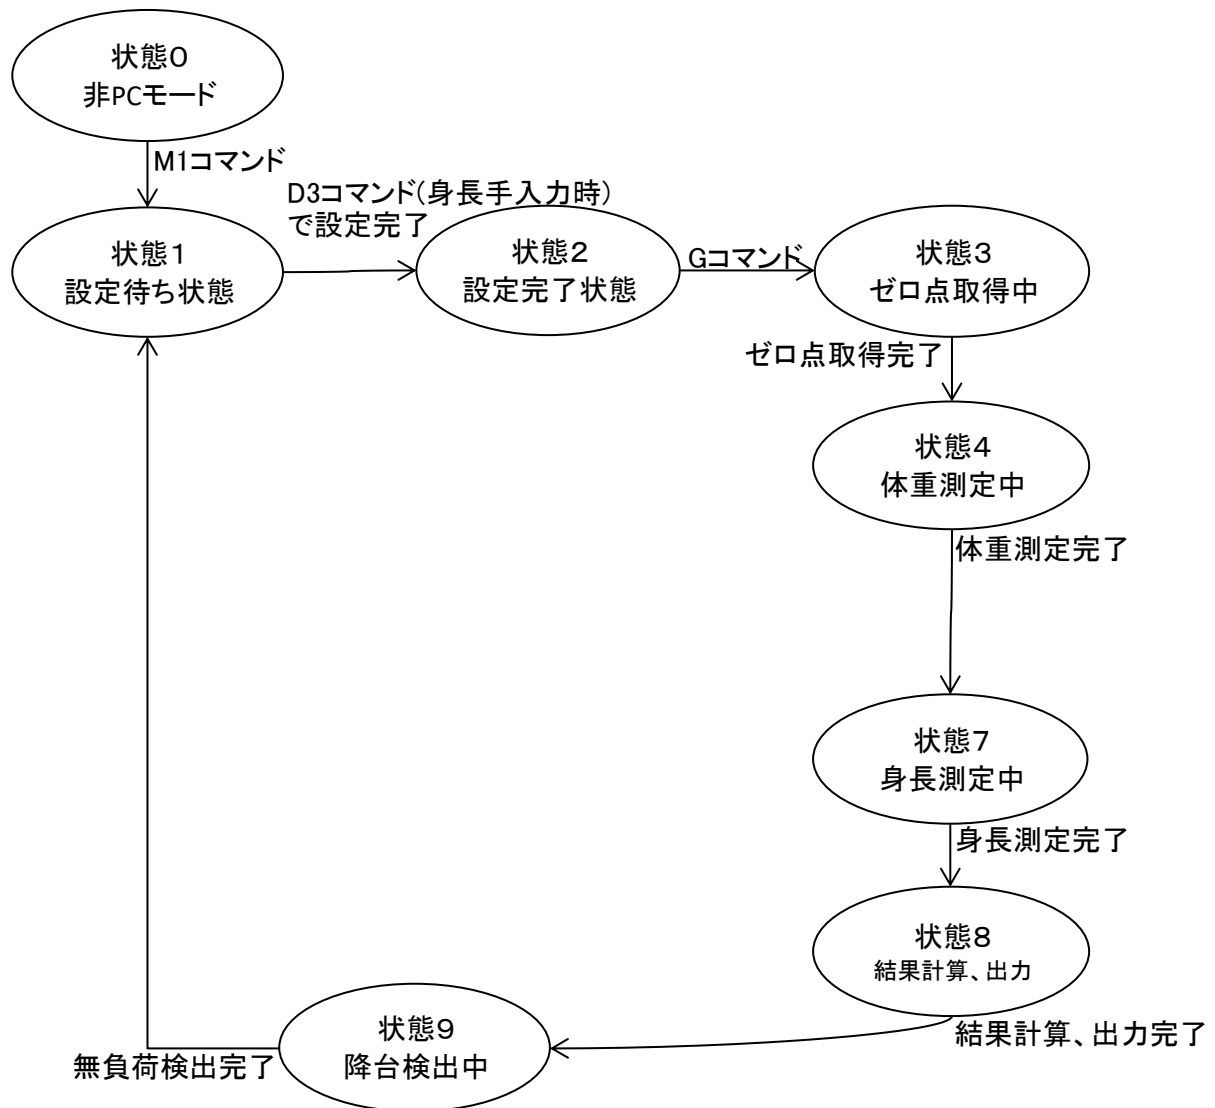 状態０
非PCモード
M1コマンド
D3コマンド(身長手入力時)
で設定完了
状態１
設定待ち状態
状態２
設定完了状態
Gコマンド
状態３
ゼロ点取得中
ゼロ点取得完了
状態４
体重測定中
体重測定完了
状態７
身長測定中
身長測定完了
状態８
結果計算、出力
結果計算、出力完了
状態９
降台検出中
無負荷検出完了